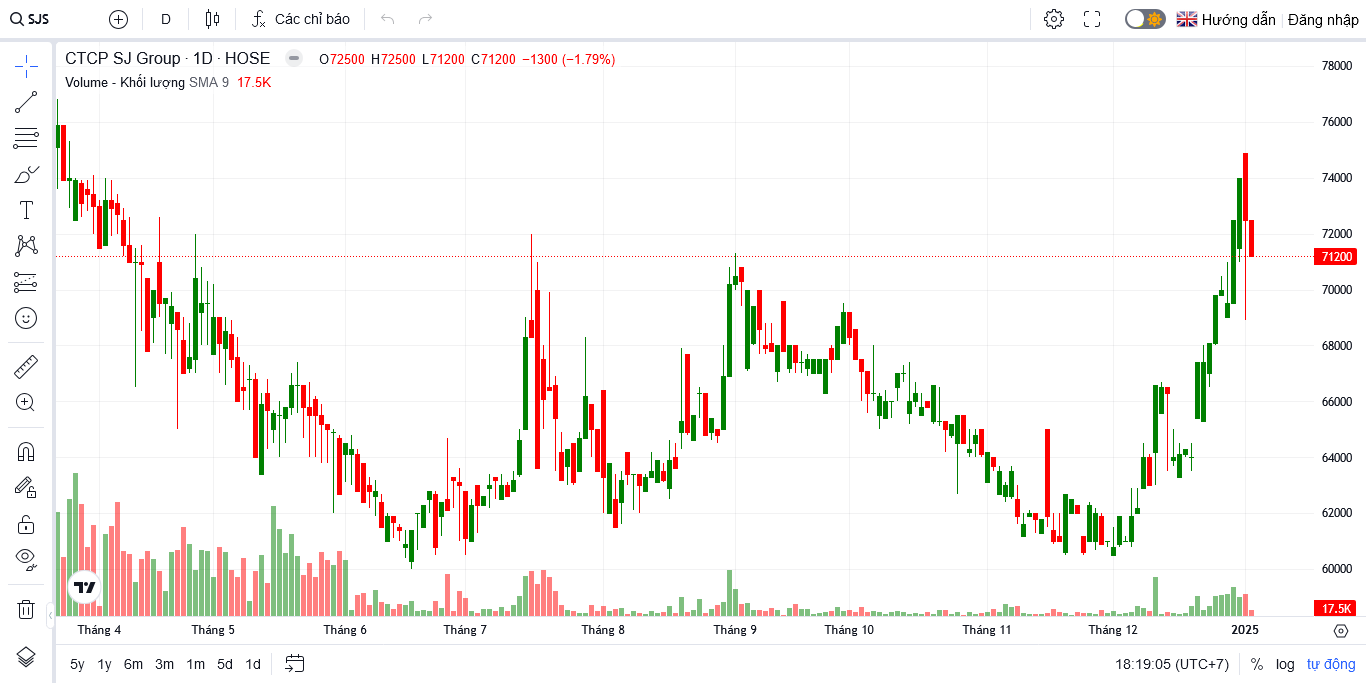 SJS D Các chỉ báo Hướng dẫn Đăng nhập
CTCP SJ Group · 1D · HOSE O72500 H72500 L71200 C71200 −1300 (−1.79%)
Volume - Khối lượng SMA 9 17.5K
78000
76000
74000
72000
71200
70000
68000
66000
64000
62000
60000
17.5K
Tháng 4 Tháng 5 Tháng 6 Tháng 7 Tháng 8 Tháng 9 Tháng 10 Tháng 11 Tháng 12 2025
5y 1y 6m 3m 1m 5d 1d 18:19:05 (UTC+7) % log tự động